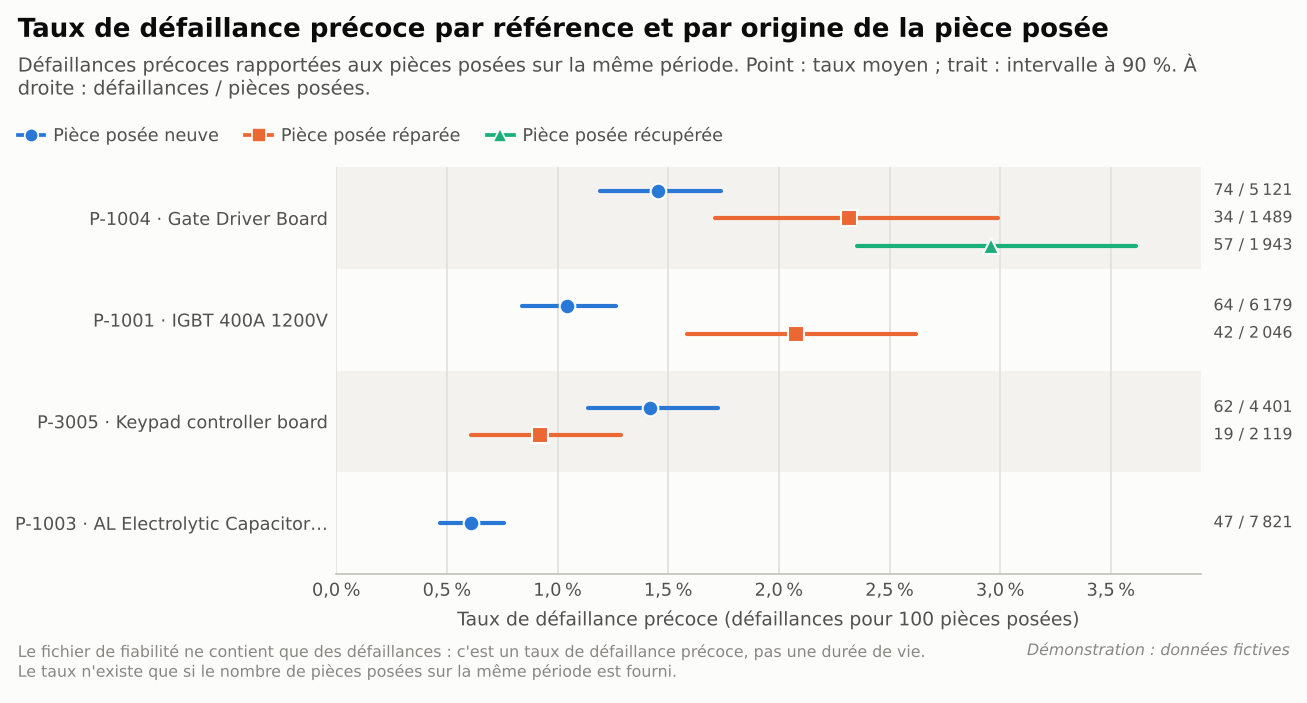 Taux de défaillance précoce par référence et par origine de la pièce posée
Défaillances précoces rapportées aux pièces posées sur la même période. Point : taux moyen ; trait : intervalle à 90 %. À
droite : défaillances / pièces posées.
Pièce posée neuve
Pièce posée réparée
Pièce posée récupérée
P-1004 · Gate Driver Board
74 / 5 121
34 / 1 489
57 / 1 943
P-1001 · IGBT 400A 1200V
64 / 6 179
42 / 2 046
P-3005 · Keypad controller board
62 / 4 401
19 / 2 119
P-1003 · AL Electrolytic Capacitor…
47 / 7 821
0,0 % 0,5 % 1,0 % 1,5 % 2,0 % 2,5 % 3,0 % 3,5 %
Taux de défaillance précoce (défaillances pour 100 pièces posées)
Le fichier de fiabilité ne contient que des défaillances : c'est un taux de défaillance précoce, pas une durée de vie.
Le taux n'existe que si le nombre de pièces posées sur la même période est fourni.
Démonstration : données fictives